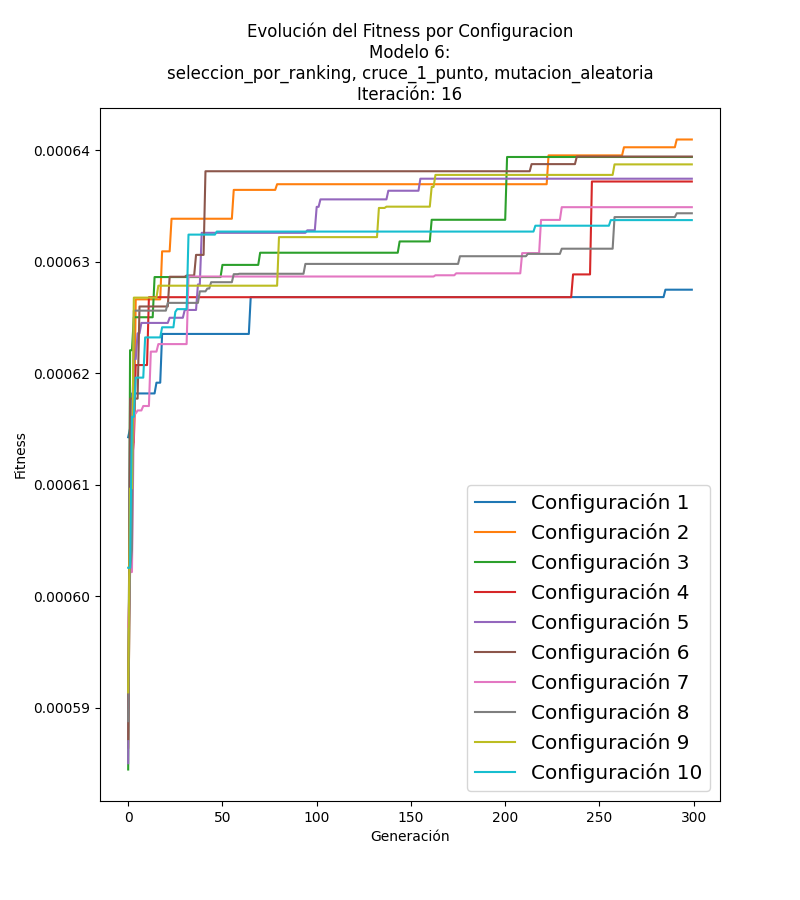 Evolución del Fitness por Configuracion
Modelo 6:
seleccion_por_ranking, cruce_1_punto, mutacion_aleatoria
Iteración: 16
Fitness
0.00064
0.00063
0.00062
0.00061
0.00060
0.00059
0
50
100
150
200
250
300
Generación
Configuración 1
Configuración 2
Configuración 3
Configuración 4
Configuración 5
Configuración 6
Configuración 7
Configuración 8
Configuración 9
Configuración 10